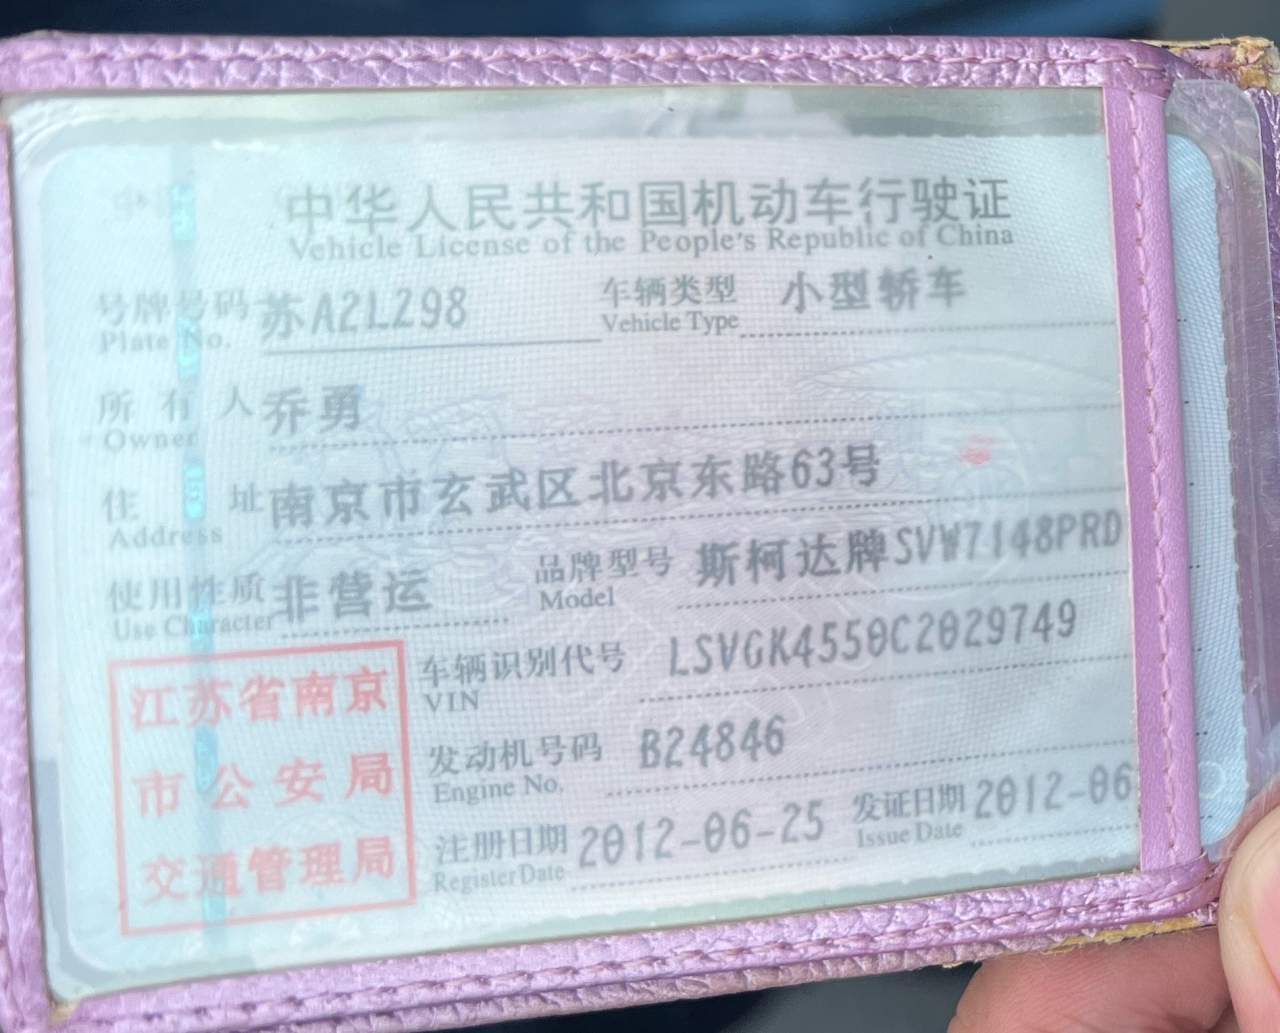 中华人民共和国机动车行驶证
Vehicle License of the People's Republic of China
号牌号码 苏A2LZ98 车辆类型 小型轿车
Plate No. Vehicle Type
所有人 乔勇
Owner
住址 南京市玄武区北京东路63号
Address
使用性质 非营运 品牌型号 斯柯达牌SVW7148PRD
Use Character Model
车辆识别代号 LSVGK4550C2029749
VIN
发动机号码 B24846
Engine No.
注册日期 2012-06-25 发证日期 2012-06
Register Date Issue Date
江苏省南京
市公安局
交通管理局